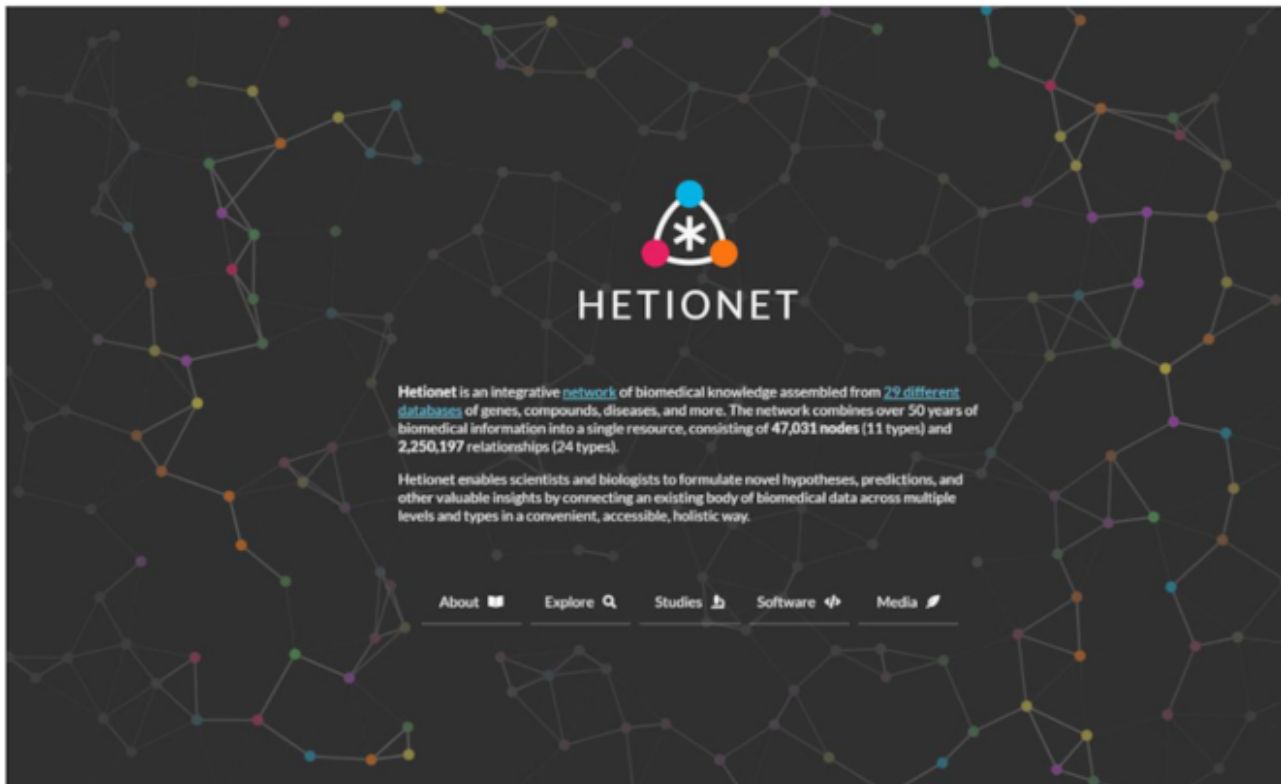 HETIONET
Hetionet is an integrative network of biomedical knowledge assembled from 29 different
databases of genes, compounds, diseases, and more. The network combines over 50 years of
biomedical information into a single resource, consisting of 47,031 nodes (11 types) and
2,250,197 relationships (24 types).
Hetionet enables scientists and biologists to formulate novel hypotheses, predictions, and
other valuable insights by connecting an existing body of biomedical data across multiple
levels and types in a convenient, accessible, holistic way.
About Explore Studies Software Media